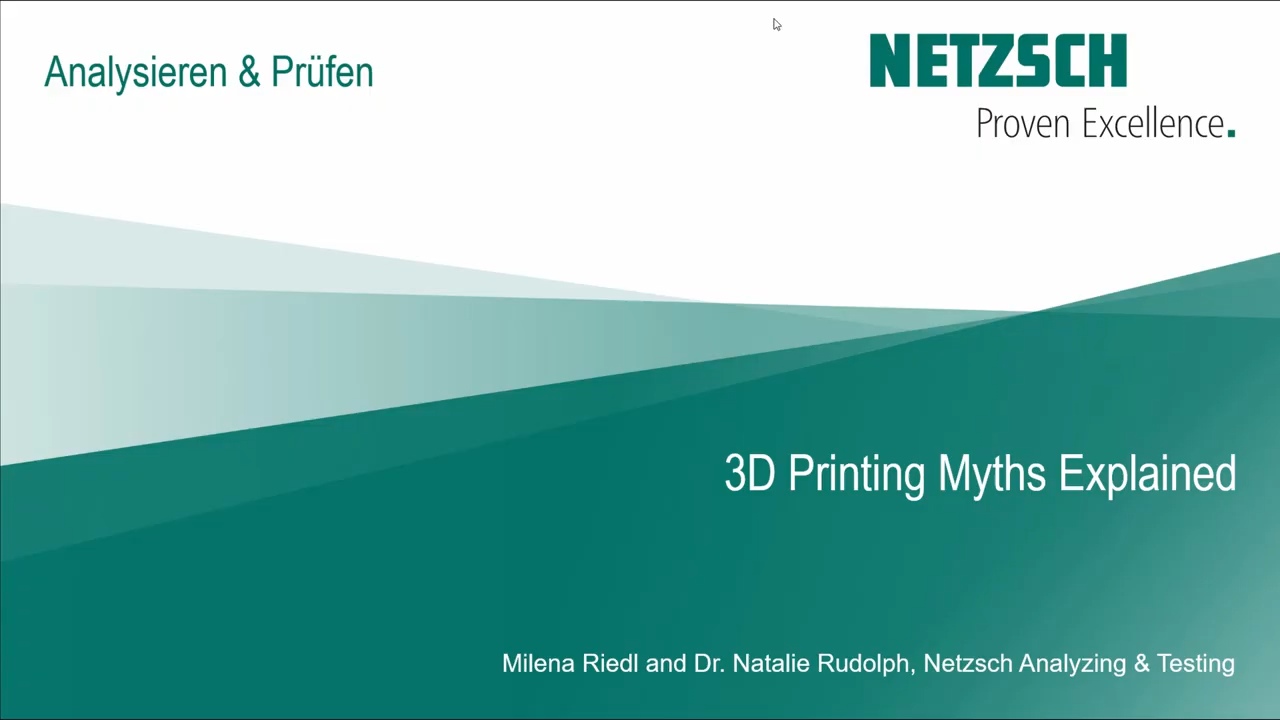 Analysieren & Prüfen
NETZSCH
Proven Excellence.
3D Printing Myths Explained
Milena Riedl and Dr. Natalie Rudolph, Netzsch Analyzing & Testing